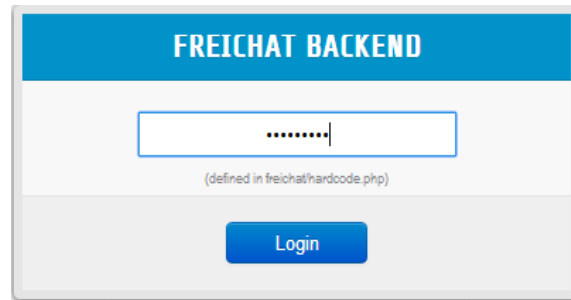 FREICHAT BACKEND
•••••••••
(defined in freichat/hardcode.php)
Login